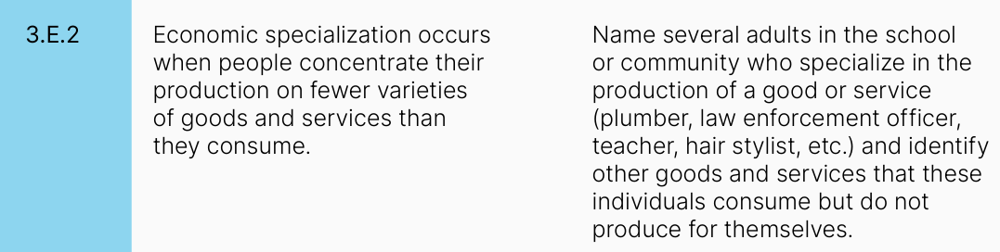 3.E.2
Economic specialization occurs
when people concentrate their
production on fewer varieties
of goods and services than
they consume.
Name several adults in the school
or community who specialize in the
production of a good or service
(plumber, law enforcement officer,
teacher, hair stylist, etc.) and identify
other goods and services that these
individuals consume but do not
produce for themselves.